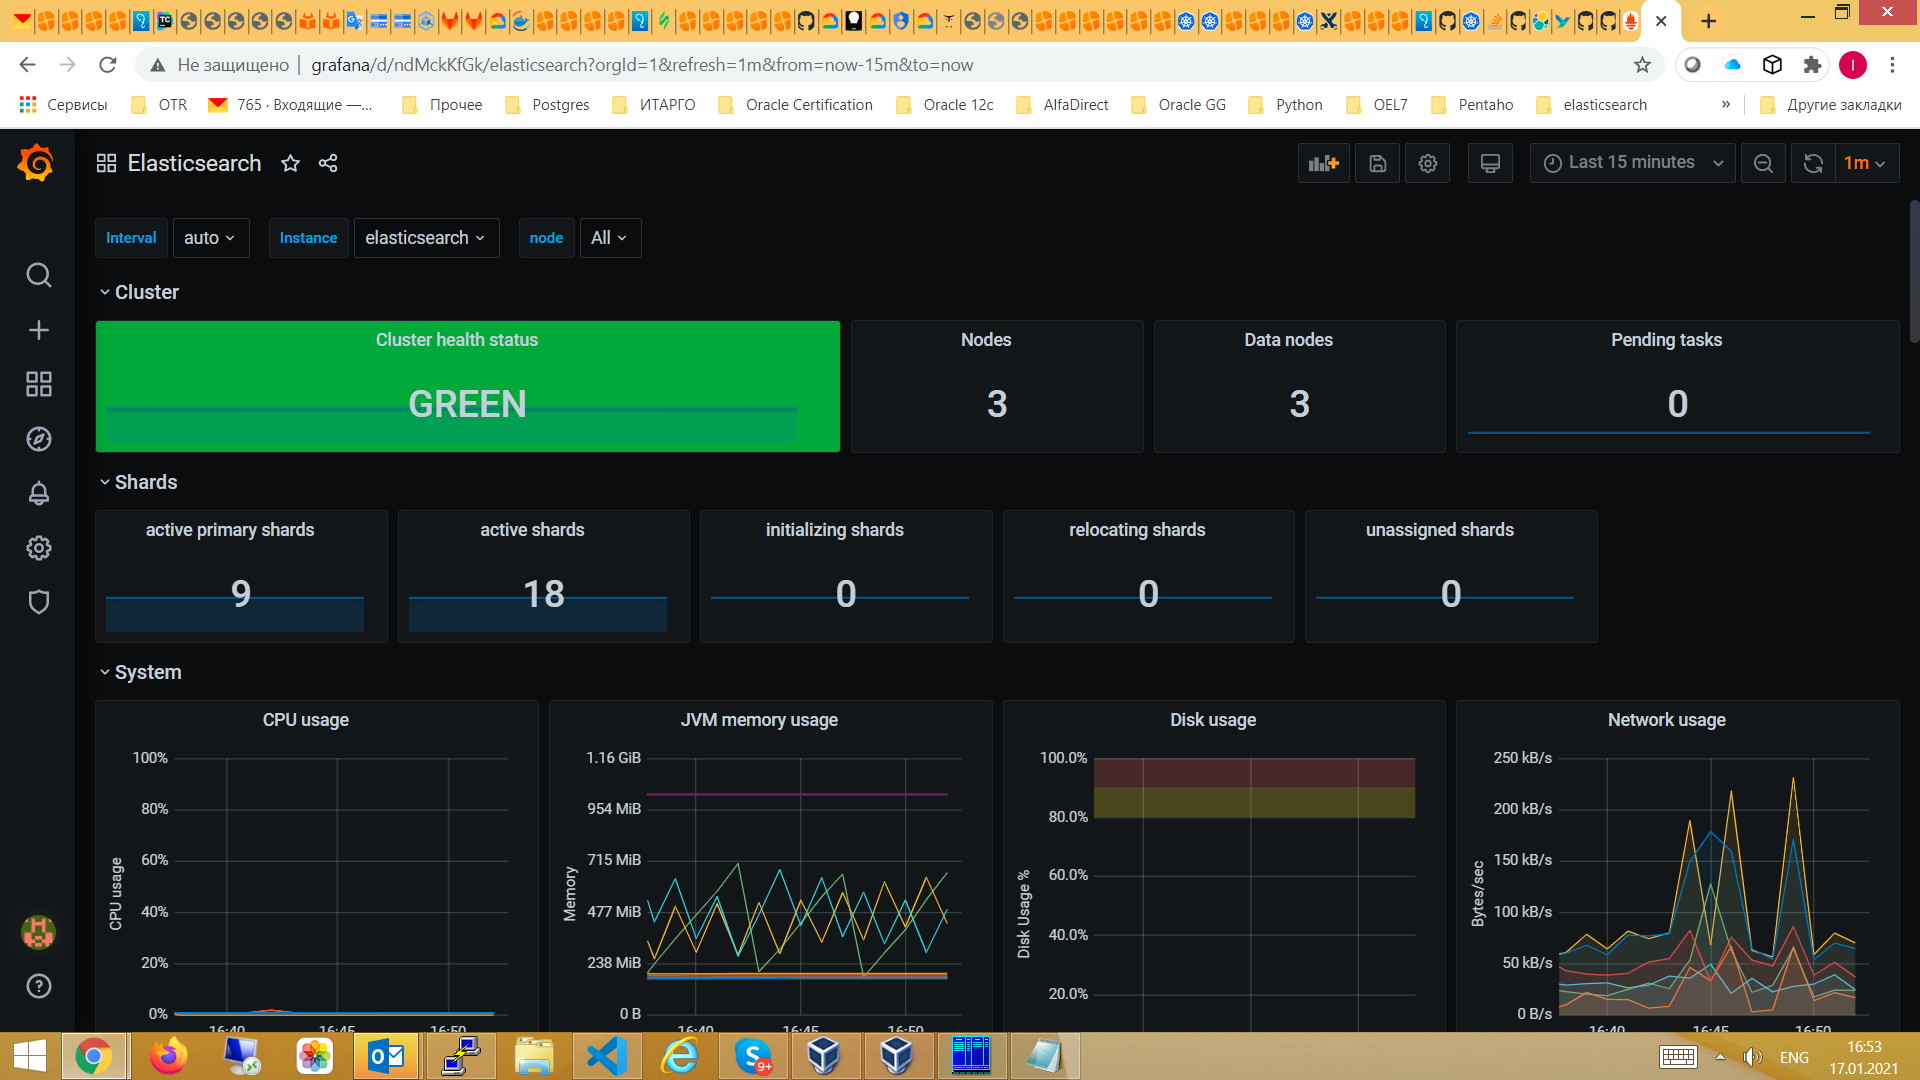 Не защищено
grafana/d/ndMckKfGk/elasticsearch?orgId=1&refresh=1m&from=now-15m&to=now
Сервисы
OTR
765 · Входящие —...
Прочее
Postgres
ИТАРГО
Oracle Certification
Oracle 12c
AlfaDirect
Oracle GG
Python
OEL7
Pentaho
elasticsearch
»
Другие закладки
Elasticsearch
Last 15 minutes
1m
Interval
auto
Instance
elasticsearch
node
All
Cluster
Cluster health status
GREEN
Nodes
3
Data nodes
3
Pending tasks
0
Shards
active primary shards
9
active shards
18
initializing shards
0
relocating shards
0
unassigned shards
0
System
CPU usage
100%
80%
60%
40%
20%
0%
CPU usage
16:40
16:45
16:50
JVM memory usage
1.16 GiB
954 MiB
715 MiB
477 MiB
238 MiB
0 B
Memory
16:40
16:45
16:50
Disk usage
100.0%
80.0%
60.0%
40.0%
20.0%
Disk Usage %
Network usage
250 kB/s
200 kB/s
150 kB/s
100 kB/s
50 kB/s
0 B/s
Bytes/sec
16:40
16:45
16:50
9+
ENG
16:53
17.01.2021